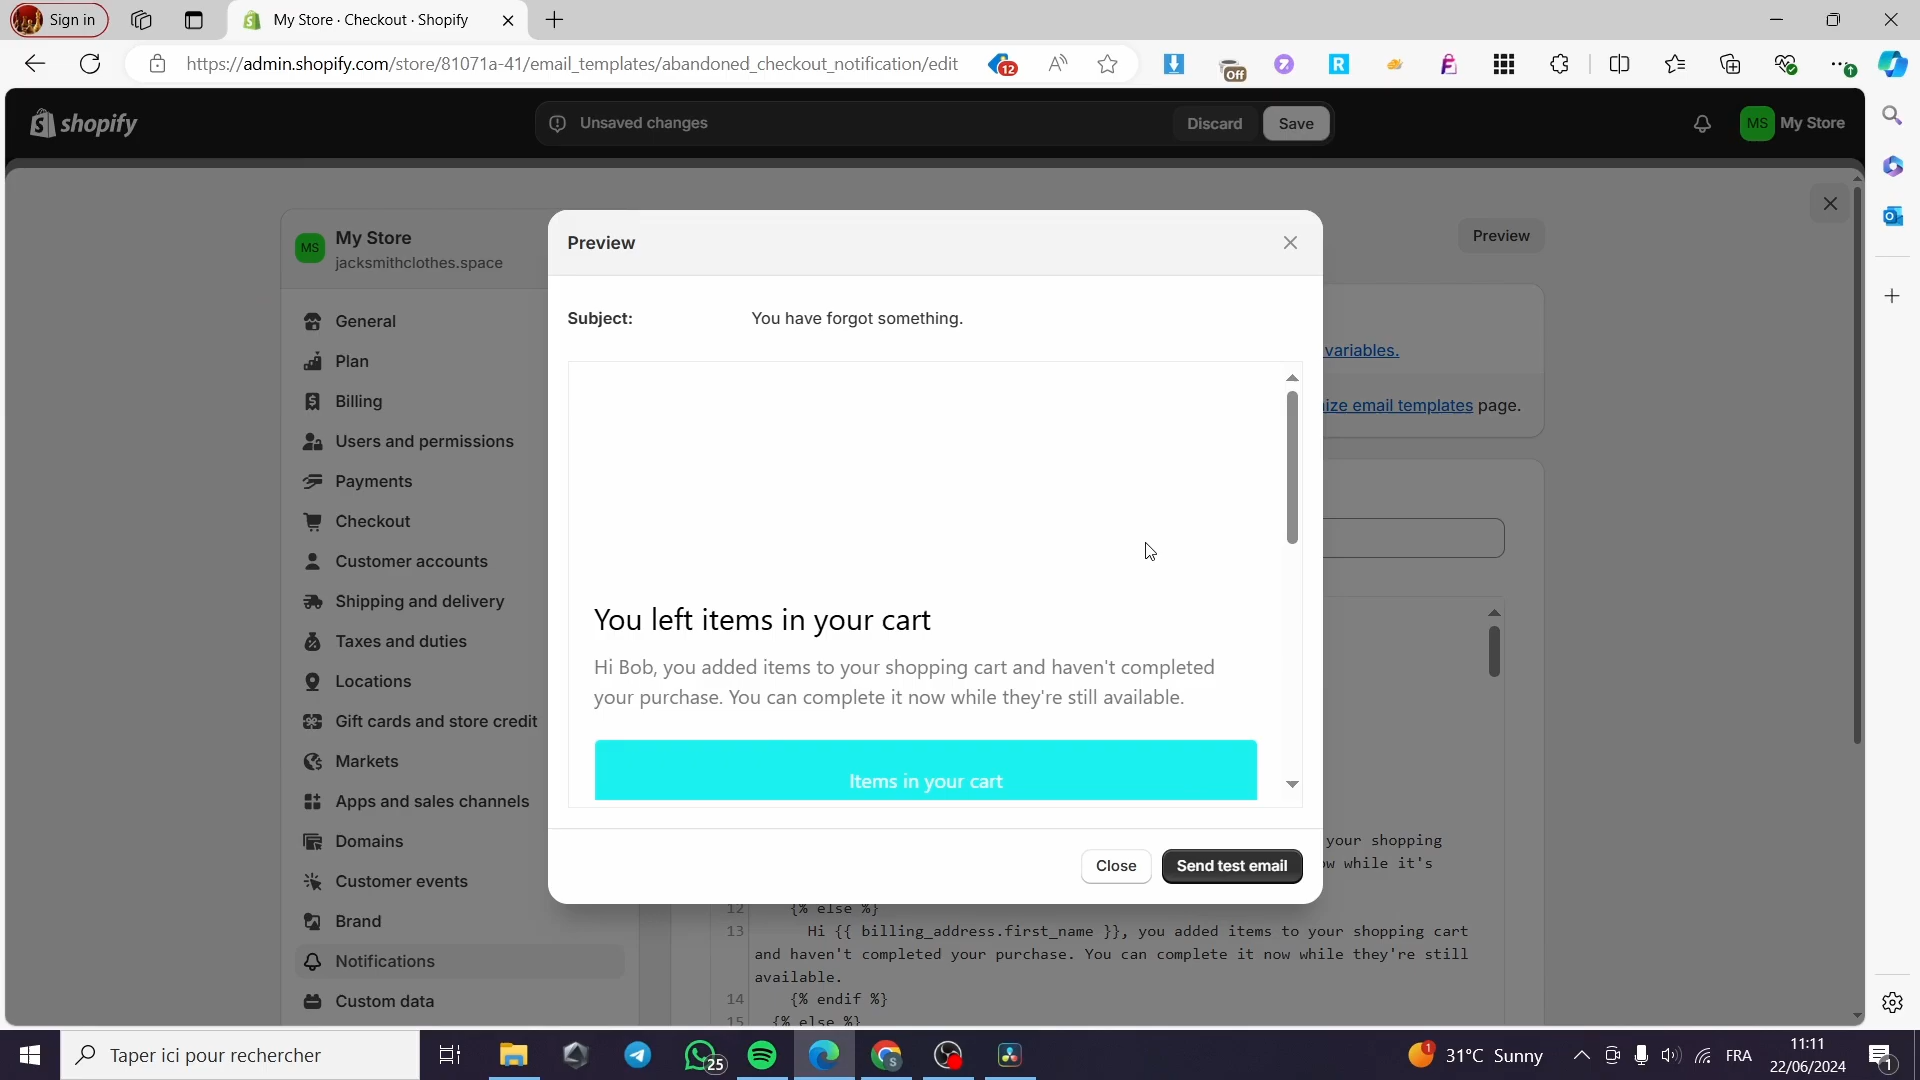 Sign in
My Store · Checkout · Shopify
https://admin.shopify.com/store/81071a-41/email_templates/abandoned_checkout_notification/edit
12
Off
shopify
Unsaved changes
Discard
Save
MS
My Store
MS
My Store
jacksmithclothes.space
Preview
General
Plan
Billing
Users and permissions
Payments
Checkout
Customer accounts
Shipping and delivery
Taxes and duties
Locations
Gift cards and store credit
Markets
Apps and sales channels
Domains
Customer events
Brand
Notifications
Custom data
Preview
Subject:
You have forgot something.
You left items in your cart
Hi Bob, you added items to your shopping cart and haven't completed
your purchase. You can complete it now while they're still available.
Items in your cart
Close
Send test email
variables.
ize email templates page.
your shopping
ow while it's
12 {% else %}
13 Hi {{ billing_address.first_name }}, you added items to your shopping cart
and haven't completed your purchase. You can complete it now while they're still
available.
14 {% endif %}
15 {% else %}
Taper ici pour rechercher
25
1
31°C Sunny
FRA
11:11
22/06/2024
1